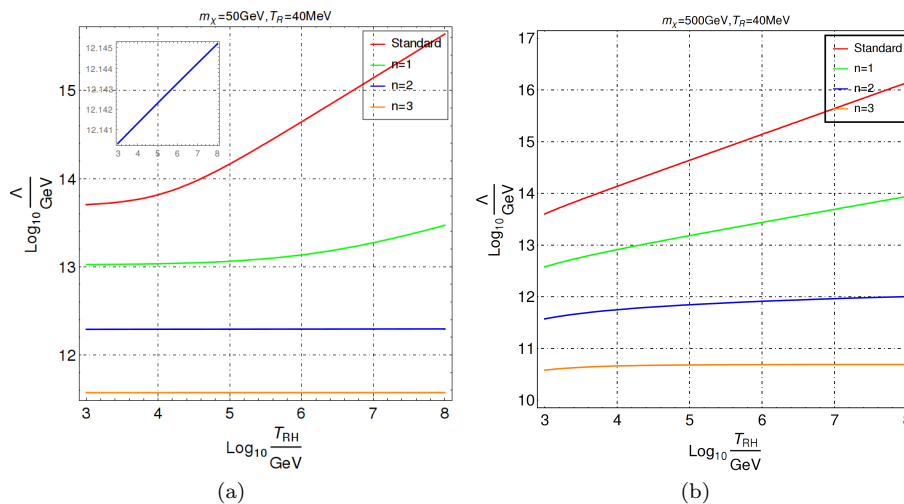 m_χ=50GeV,T_R=40MeV
Log₁₀ Λ/GeV
15
14
13
12
12.145
12.144
12.143
12.142
12.141
3 4 5 6 7 8
Standard
n=1
n=2
n=3
3 4 5 6 7 8
Log₁₀ T_RH/GeV
(a)
m_χ=500GeV,T_R=40MeV
Log₁₀ Λ/GeV
17
16
15
14
13
12
11
10
Standard
n=1
n=2
n=3
3 4 5 6 7 8
Log₁₀ T_RH/GeV
(b)